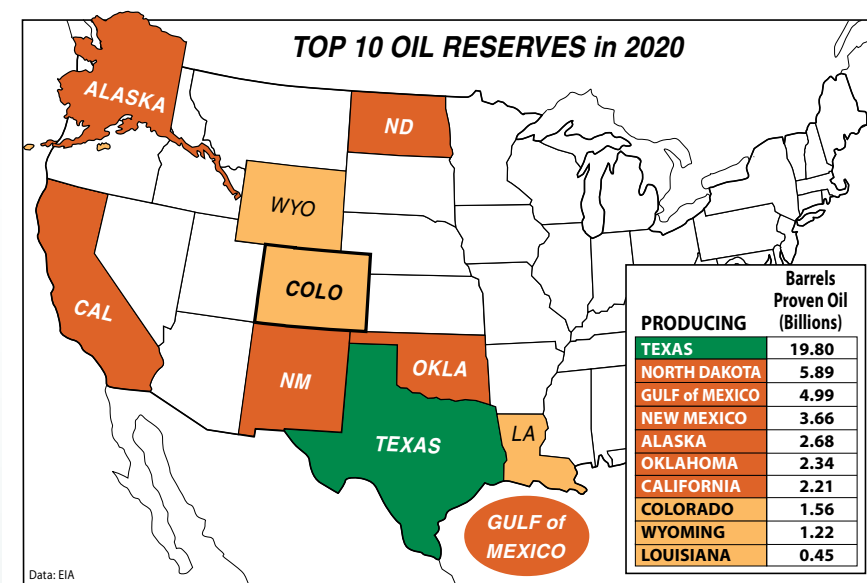 TOP 10 OIL RESERVES in 2020
ALASKA
ND
WYO
COLO
CAL
NM
OKLA
TEXAS
LA
GULF of
MEXICO
Barrels
Proven Oil
(Billions)
PRODUCING
TEXAS 19.80
NORTH DAKOTA 5.89
GULF of MEXICO 4.99
NEW MEXICO 3.66
ALASKA 2.68
OKLAHOMA 2.34
CALIFORNIA 2.21
COLORADO 1.56
WYOMING 1.22
LOUISIANA 0.45
Data: EIA